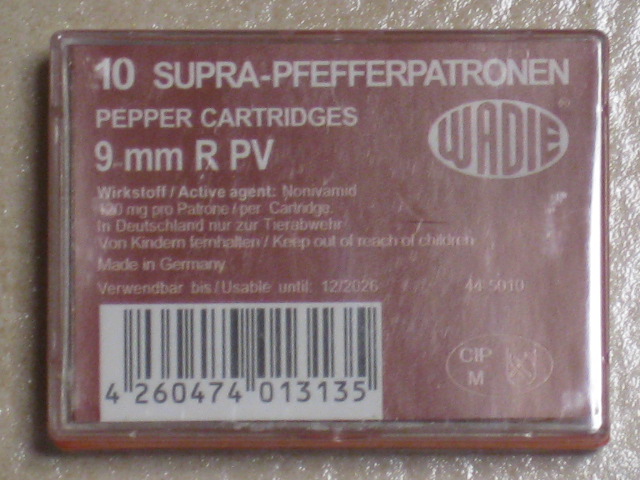 10 SUPRA-PFEFFERPATRONEN
PEPPER CARTRIDGES
9 mm R PV
WADIE
Wirkstoff / Active agent: Nonivamid
120 mg pro Patrone / per Cartridge.
In Deutschland nur zur Tierabwehr
Von Kindern fernhalten / Keep out of reach of children
Made in Germany
Verwendbar bis / Usable until: 12/2026 44 5010
CIP
M
4 260474 013135